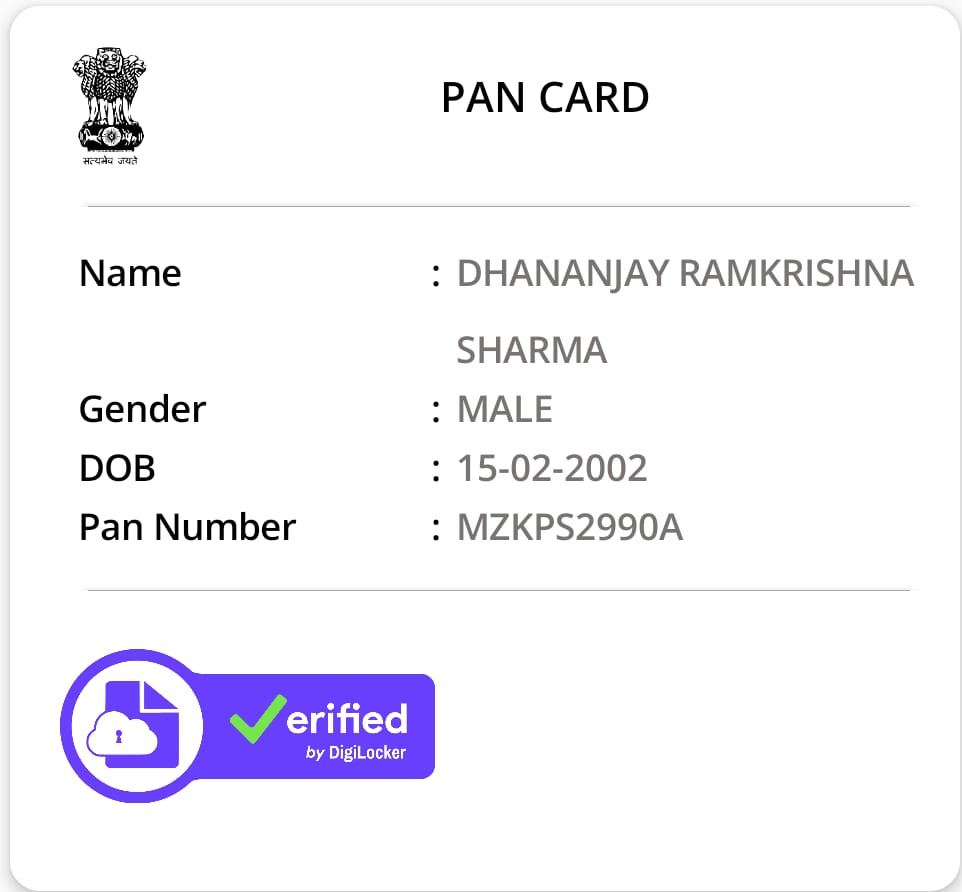 सत्यमेव जयते
PAN CARD
Name : DHANANJAY RAMKRISHNA
SHARMA
Gender : MALE
DOB : 15-02-2002
Pan Number : MZKPS2990A
erified
by DigiLocker